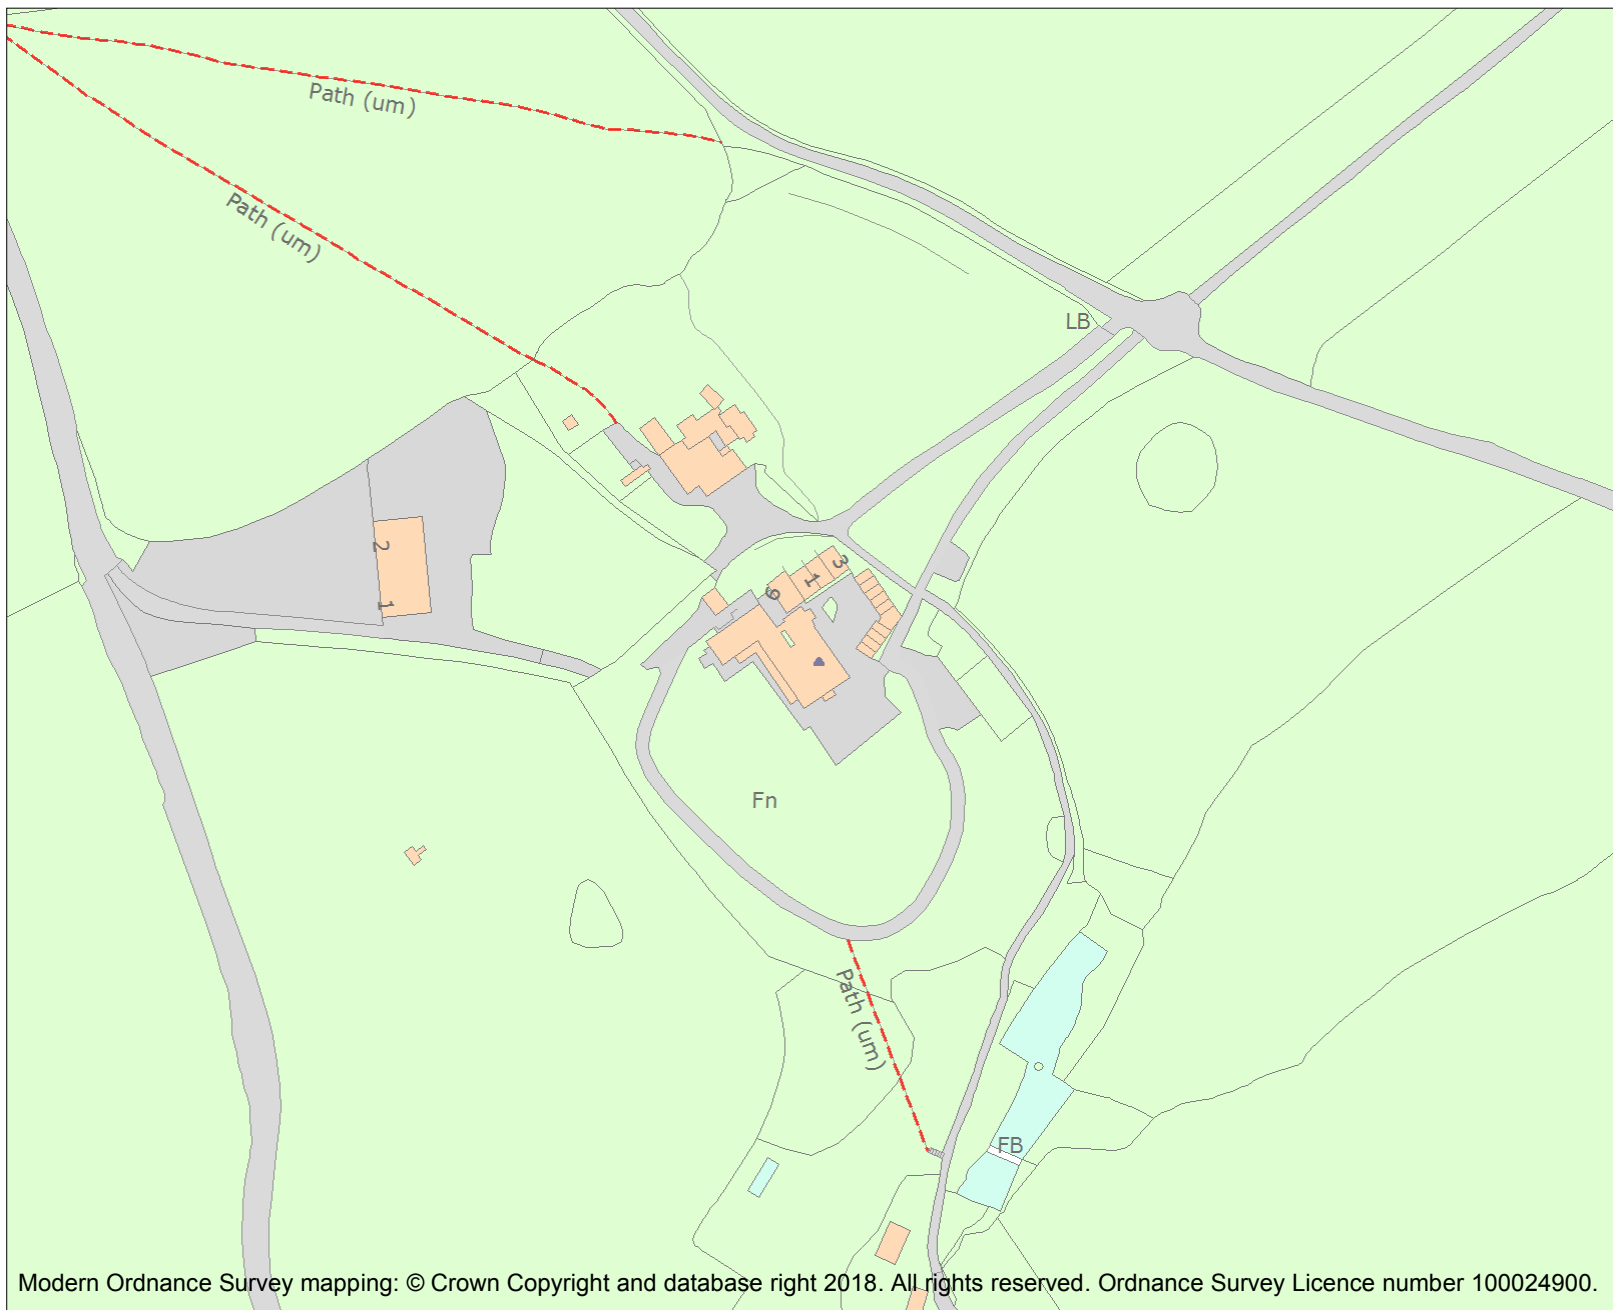 Path (um)
Path (um)
LB
2
1
3
1
9
Fn
Path (um)
FB
Modern Ordnance Survey mapping: © Crown Copyright and database right 2018. All rights reserved. Ordnance Survey Licence number 100024900.